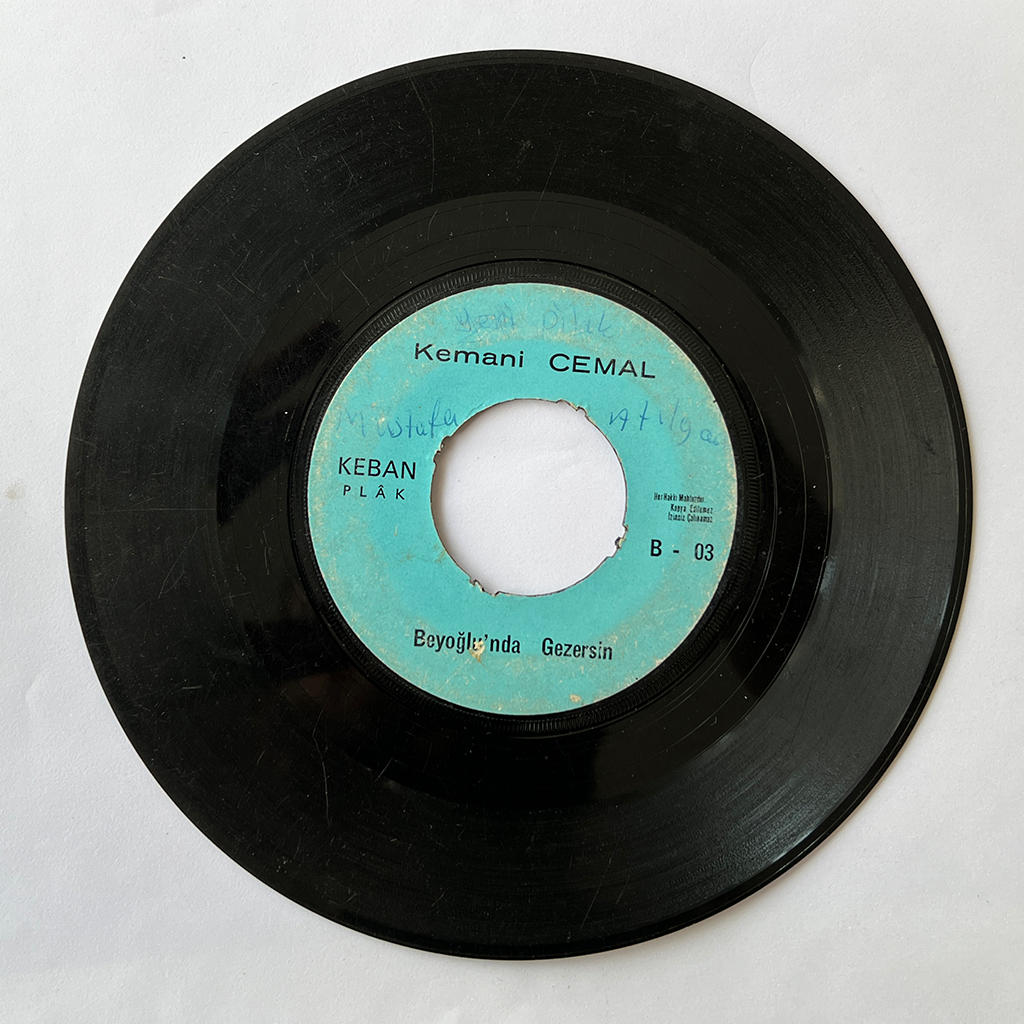 Kemani CEMAL
Mustafa
KEBAN
PLÂK
Her Hakkı Mahfuzdur
Kopya Edilemez
İzinsiz Çalınamaz
B - 03
Beyoğlu'nda Gezersin